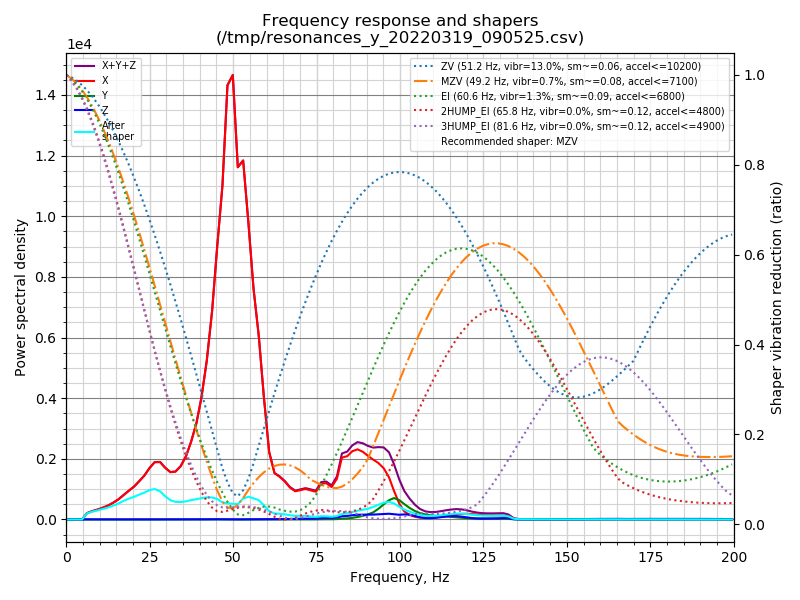 Frequency response and shapers
(/tmp/resonances_y_20220319_090525.csv)
1e4
X+Y+Z
X
Y
Z
After
shaper
ZV (51.2 Hz, vibr=13.0%, sm~=0.06, accel<=10200)
MZV (49.2 Hz, vibr=0.7%, sm~=0.08, accel<=7100)
EI (60.6 Hz, vibr=1.3%, sm~=0.09, accel<=6800)
2HUMP_EI (65.8 Hz, vibr=0.0%, sm~=0.12, accel<=4800)
3HUMP_EI (81.6 Hz, vibr=0.0%, sm~=0.12, accel<=4900)
Recommended shaper: MZV
Power spectral density
1.4
1.2
1.0
0.8
0.6
0.4
0.2
0.0
1.0
0.8
0.6
0.4
0.2
0.0
Shaper vibration reduction (ratio)
0 25 50 75 100 125 150 175 200
Frequency, Hz